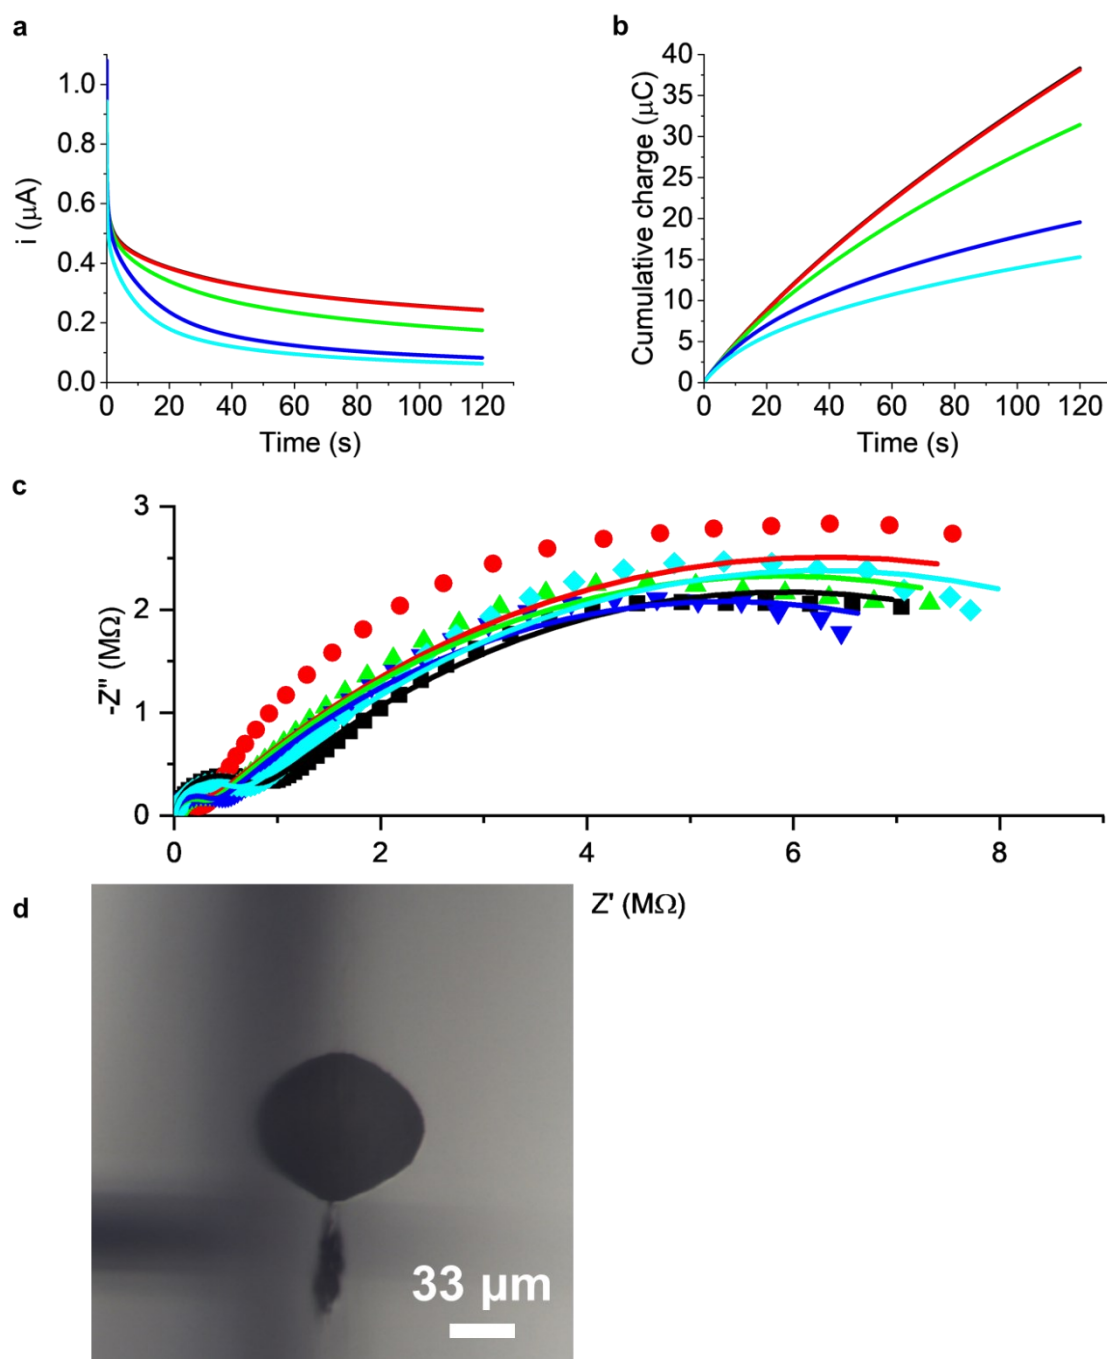 a
b
i (μA)
1.0
0.8
0.6
0.4
0.2
0.0
0 20 40 60 80 100 120
Time (s)
Cumulative charge (μC)
40
35
30
25
20
15
10
5
0
0 20 40 60 80 100 120
Time (s)
c
-Z" (MΩ)
3
2
1
0
0 2 4 6 8
Z' (MΩ)
d
33 μm